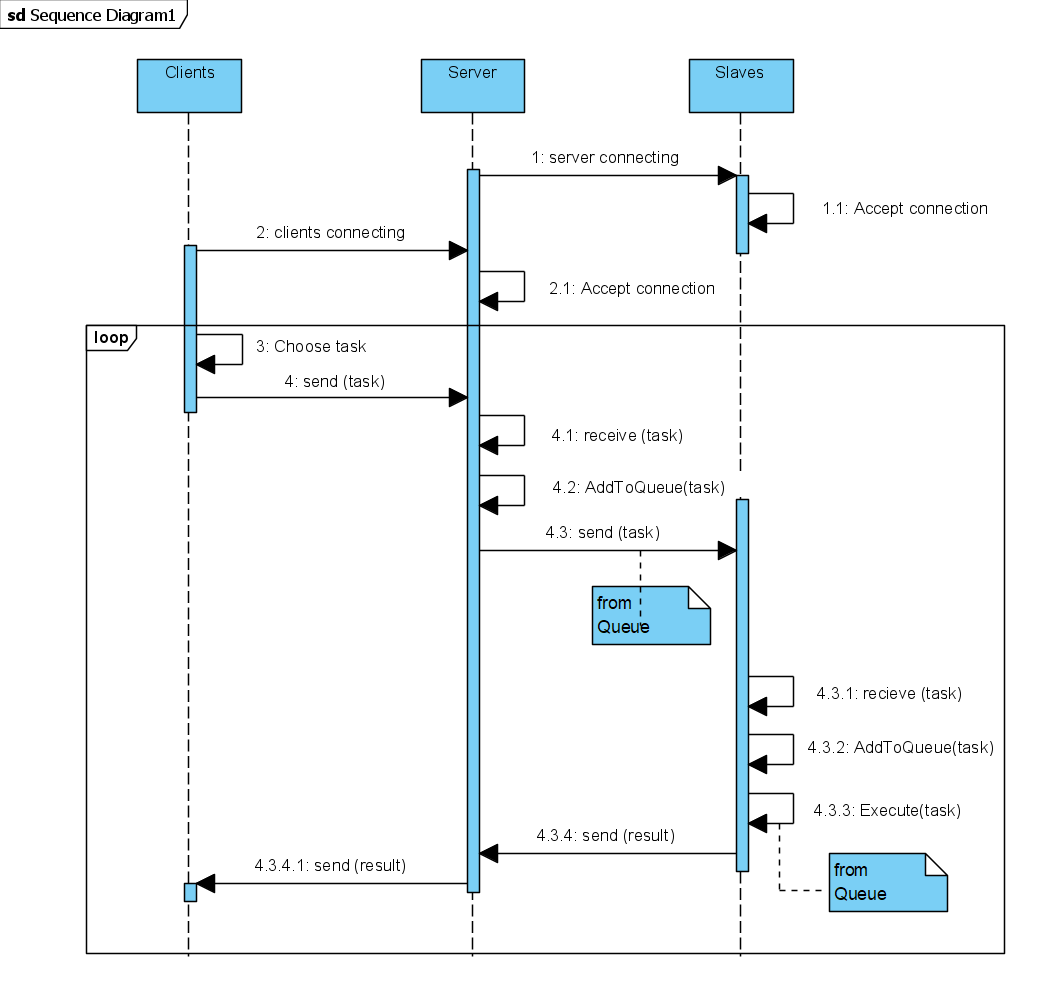 sd Sequence Diagram1
Clients
Server
Slaves
1: server connecting
1.1: Accept connection
2: clients connecting
2.1: Accept connection
loop
3: Choose task
4: send (task)
4.1: receive (task)
4.2: AddToQueue(task)
4.3: send (task)
from
Queue
4.3.1: recieve (task)
4.3.2: AddToQueue(task)
4.3.3: Execute(task)
4.3.4: send (result)
4.3.4.1: send (result)
from
Queue